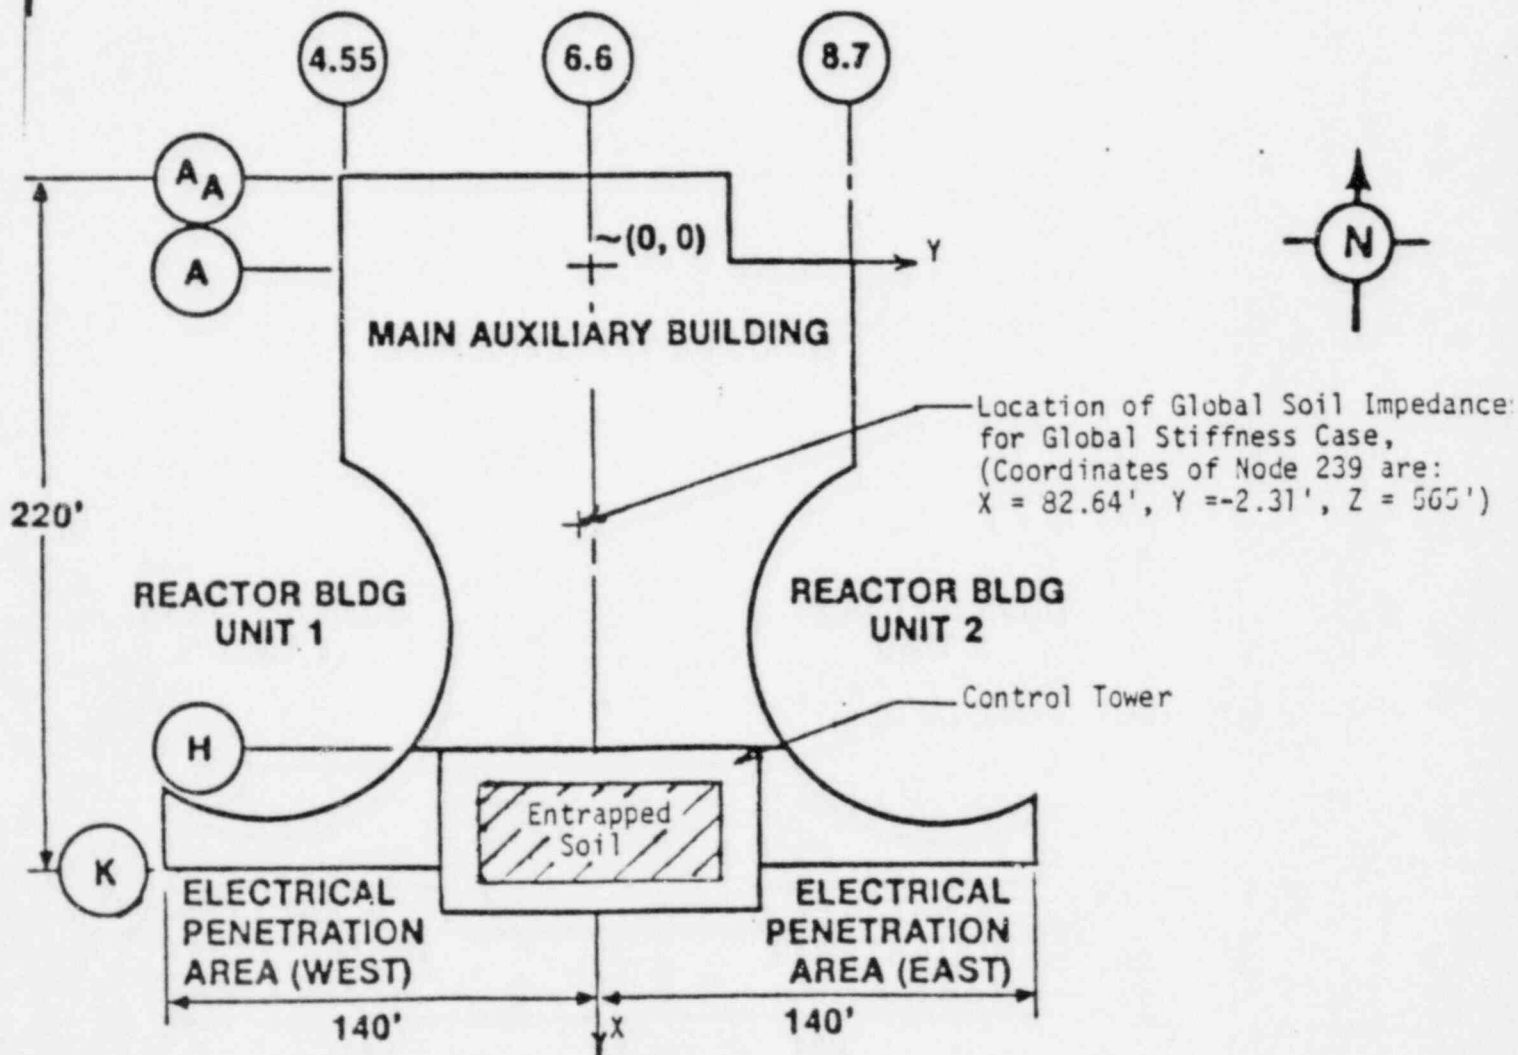 4.55
6.6
8.7
AA
A
~(0, 0)
Y
N
MAIN AUXILIARY BUILDING
Location of Global Soil Impedance
for Global Stiffness Case,
(Coordinates of Node 239 are:
X = 82.64', Y =-2.31', Z =
220'
REACTOR BLDG
UNIT 1
REACTOR BLDG
UNIT 2
Control Tower
H
Entrapped
Soil
K
ELECTRICAL
PENETRATION
AREA (WEST)
ELECTRICAL
PENETRATION
AREA (EAST)
140'
X
140'